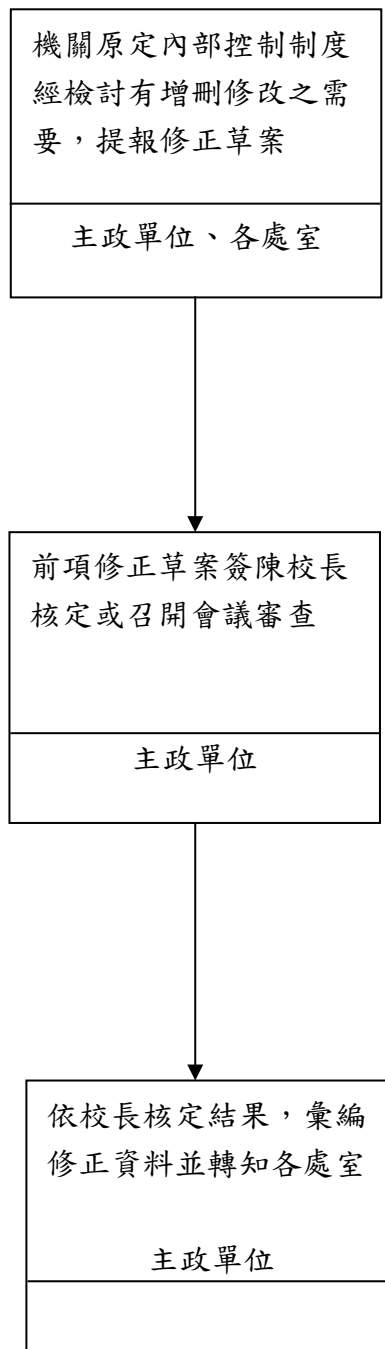 機關原定內部控制制度
經檢討有增刪修改之需
要，提報修正草案
主政單位、各處室
前項修正草案簽陳校長
核定或召開會議審查
主政單位
依校長核定結果，彙編
修正資料並轉知各處室
主政單位